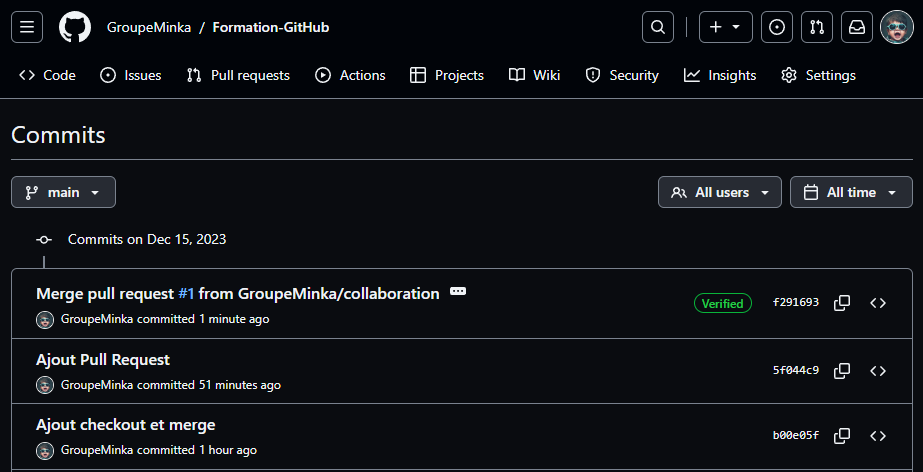 GroupeMinka / Formation-GitHub
Code Issues Pull requests Actions Projects Wiki Security Insights Settings
Commits
main All users All time
Commits on Dec 15, 2023
Merge pull request #1 from GroupeMinka/collaboration
Verified f291693
GroupeMinka committed 1 minute ago
Ajout Pull Request
5f044c9
GroupeMinka committed 51 minutes ago
Ajout checkout et merge
b00e05f
GroupeMinka committed 1 hour ago